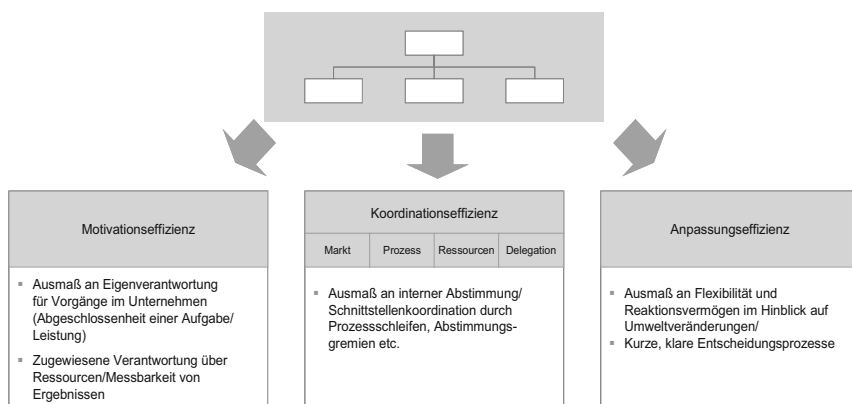 Motivationseffizienz
▪ Ausmaß an Eigenverantwortung
für Vorgänge im Unternehmen
(Abgeschlossenheit einer Aufgabe/
Leistung)
▪ Zugewiesene Verantwortung über
Ressourcen/Messbarkeit von
Ergebnissen
Koordinationseffizienz
Markt Prozess Ressourcen Delegation
▪ Ausmaß an interner Abstimmung/
Schnittstellenkoordination durch
Prozessschleifen, Abstimmungs-
gremien etc.
Anpassungseffizienz
▪ Ausmaß an Flexibilität und
Reaktionsvermögen im Hinblick auf
Umweltveränderungen/
▪ Kurze, klare Entscheidungsprozesse